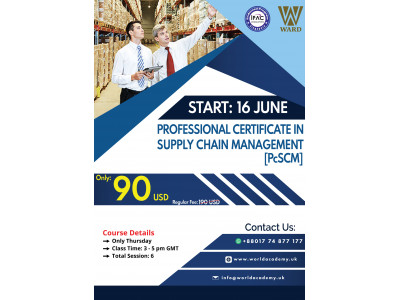 WARD
START: 16 JUNE
PROFESSIONAL CERTIFICATE IN
SUPPLY CHAIN MANAGEMENT
[PcSCM]
Only:
90 USD
Regular Fee: 190 USD
Course Details
→ Only Thursday
→ Class Time: 3 - 5 pm GMT
→ Total Session: 6
Contact Us:
+88017 74 877 177
www.worldacademy.uk
info@worldacademy.uk